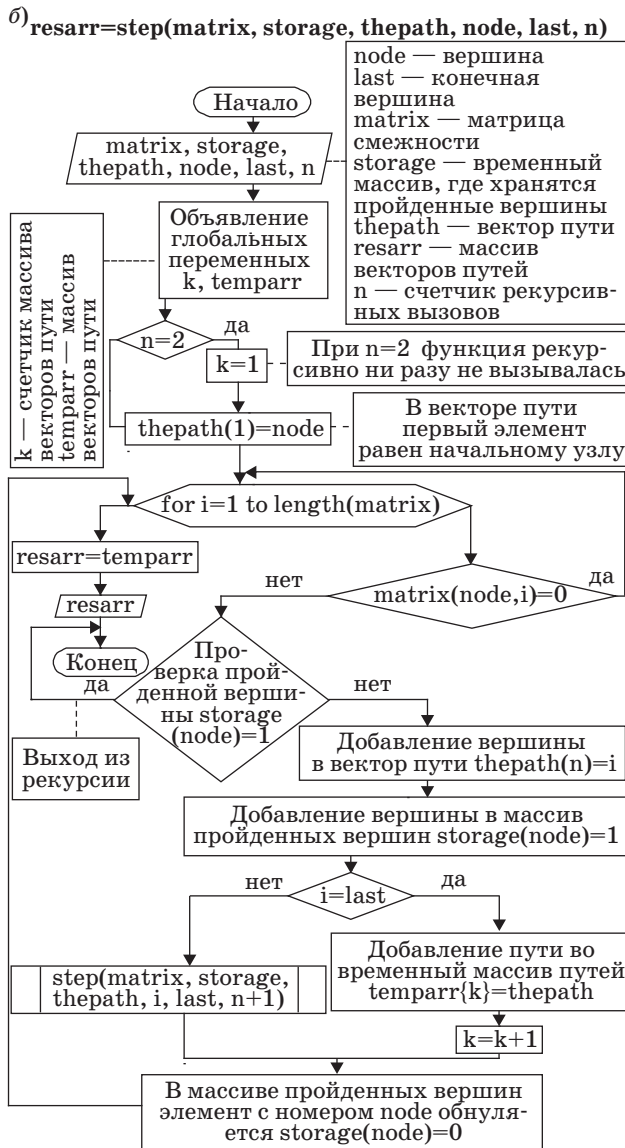 б)
resarr=step(matrix, storage, thepath, node, last, n)
Начало
matrix, storage,
thepath, node, last, n
node — вершина
last — конечная
вершина
matrix — матрица
смежности
storage — временный
массив, где хранятся
пройденные вершины
thepath — вектор пути
resarr — массив
векторов путей
n — счетчик рекурсив-
ных вызовов
Объявление
глобальных
переменных
k, temparr
k — счетчик массива
векторов пути
temparr — массив
векторов пути
n=2
да
k=1
При n=2 функция рекур-
сивно ни разу не вызывалась
thepath(1)=node
В векторе пути
первый элемент
равен начальному узлу
for i=1 to length(matrix)
resarr=temparr
resarr
Конец
matrix(node,i)=0
нет
да
Про-
верка прой-
денной верши-
ны storage
(node)=1
да
нет
Выход из
рекурсии
Добавление вершины
в вектор пути thepath(n)=i
Добавление вершины в массив
пройденных вершин storage(node)=1
i=last
нет
да
step(matrix, storage,
thepath, i, last, n+1)
Добавление пути во
временный массив путей
temparr{k}=thepath
k=k+1
В массиве пройденных вершин
элемент с номером node обнуля-
ется storage(node)=0